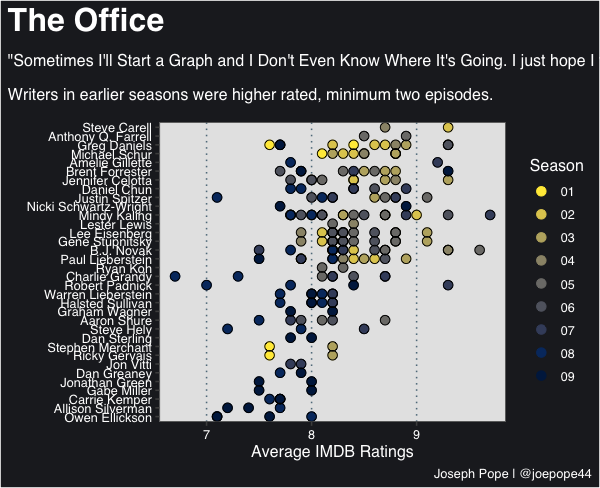 The Office
"Sometimes I'll Start a Graph and I Don't Even Know Where It's Going. I just hope I
Writers in earlier seasons were higher rated, minimum two episodes.
Steve Carell
Anthony Q. Farrell
Greg Daniels
Michael Schur
Amelie Gillette
Brent Forrester
Jennifer Celotta
Daniel Chun
Justin Spitzer
Nicki Schwartz-Wright
Mindy Kaling
Lester Lewis
Lee Eisenberg
Gene Stupnitsky
B.J. Novak
Paul Lieberstein
Ryan Koh
Charlie Grandy
Robert Padnick
Warren Lieberstein
Halsted Sullivan
Graham Wagner
Aaron Shure
Steve Hely
Dan Sterling
Stephen Merchant
Ricky Gervais
Jon Vitti
Dan Greaney
Jonathan Green
Gabe Miller
Carrie Kemper
Allison Silverman
Owen Ellickson
7 8 9
Average IMDB Ratings
Season
01
02
03
04
05
06
07
08
09
Joseph Pope | @joepope44